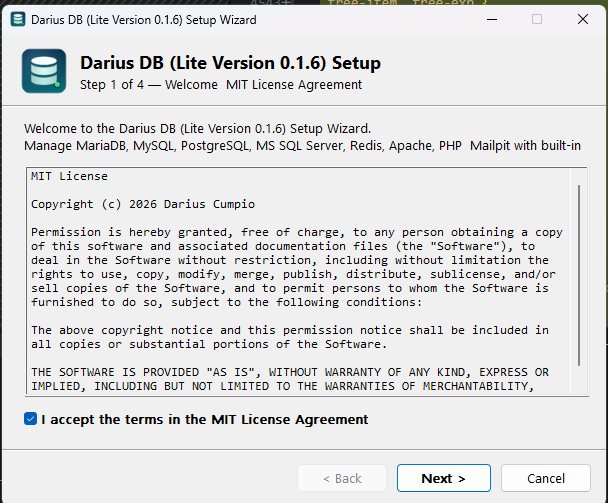 4543
free-item, .free-exp {
Darius DB (Lite Version 0.1.6) Setup Wizard
Darius DB (Lite Version 0.1.6) Setup
Step 1 of 4 — Welcome  MIT License Agreement
Welcome to the Darius DB (Lite Version 0.1.6) Setup Wizard.
Manage MariaDB, MySQL, PostgreSQL, MS SQL Server, Redis, Apache, PHP  Mailpit with built-in
MIT License
Copyright (c) 2026 Darius Cumpio
Permission is hereby granted, free of charge, to any person obtaining a copy
of this software and associated documentation files (the "Software"), to
deal in the Software without restriction, including without limitation the
rights to use, copy, modify, merge, publish, distribute, sublicense, and/or
sell copies of the Software, and to permit persons to whom the Software is
furnished to do so, subject to the following conditions:
The above copyright notice and this permission notice shall be included in
all copies or substantial portions of the Software.
THE SOFTWARE IS PROVIDED "AS IS", WITHOUT WARRANTY OF ANY KIND, EXPRESS OR
IMPLIED, INCLUDING BUT NOT LIMITED TO THE WARRANTIES OF MERCHANTABILITY,
I accept the terms in the MIT License Agreement
< Back
Next >
Cancel